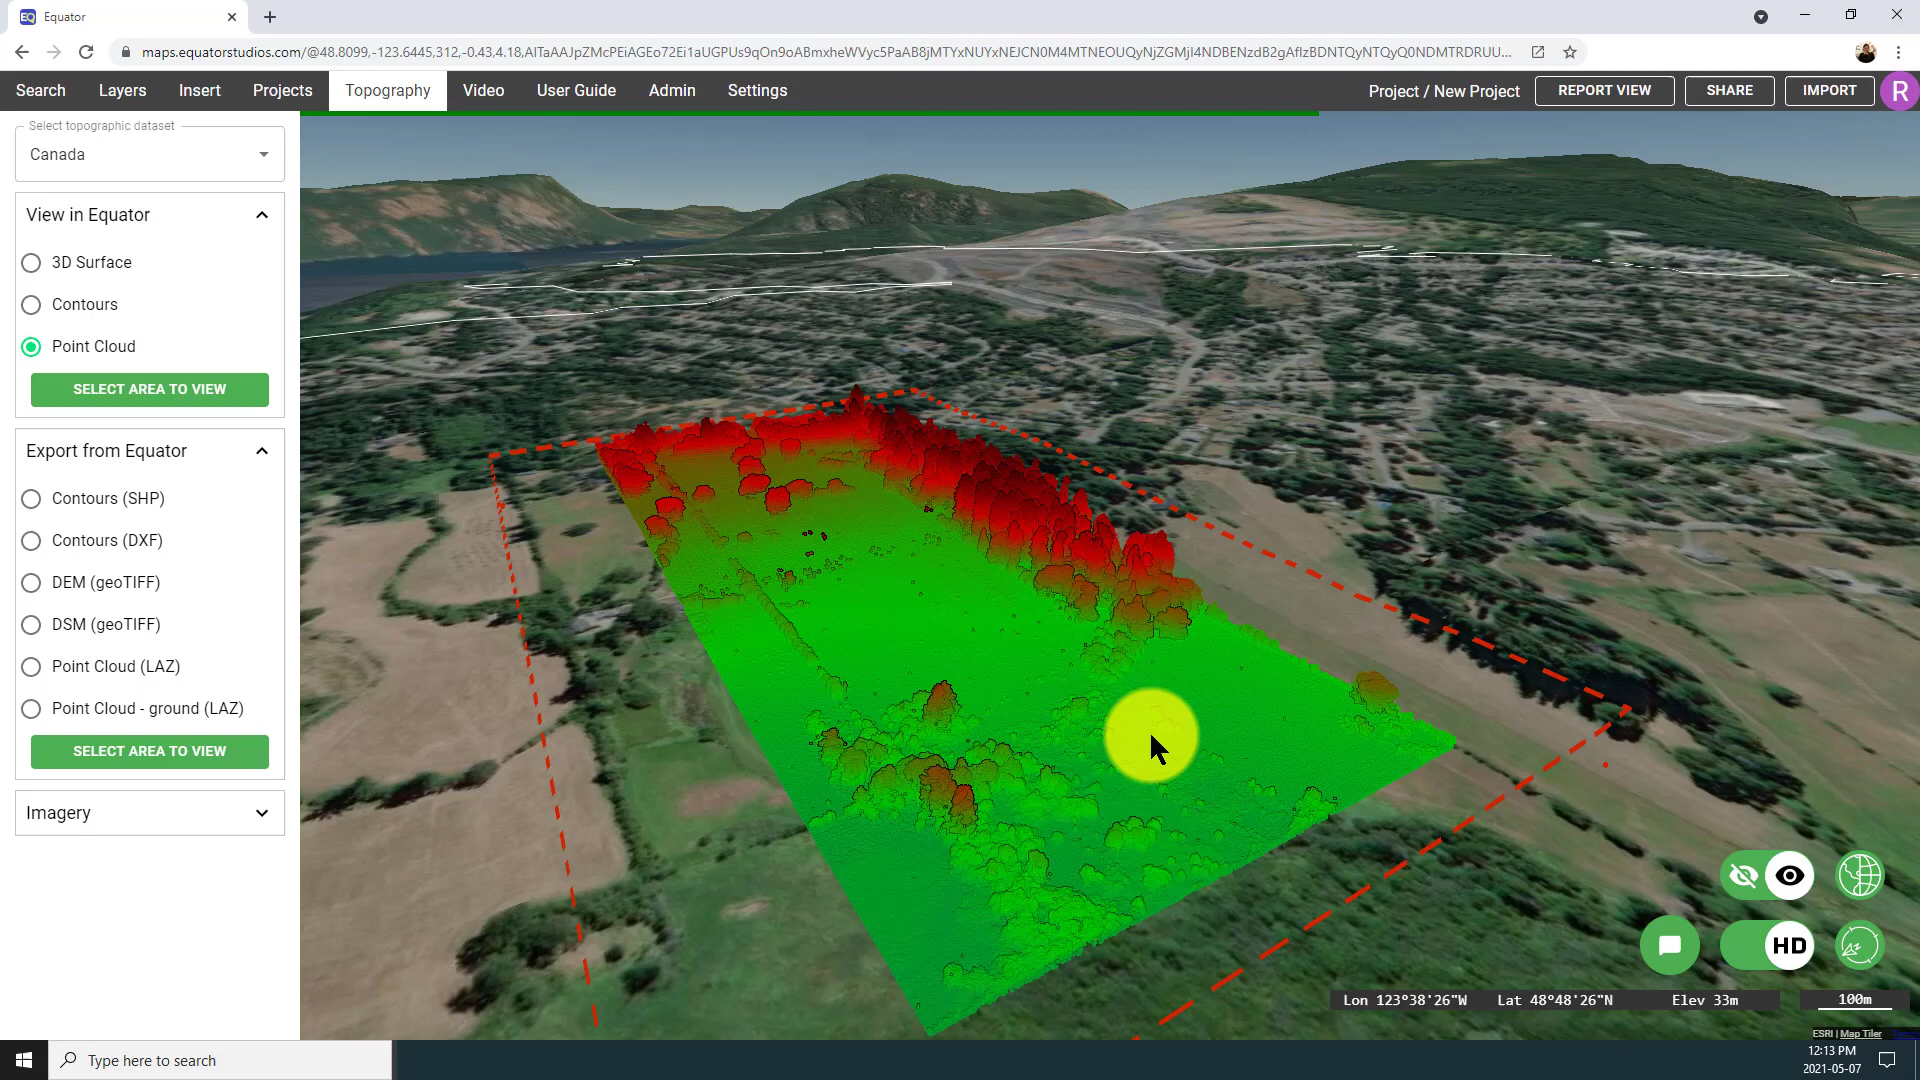 Equator
maps.equatorstudios.com/@48.8099,-123.6445,312,-0.43,4.18,
Search Layers Insert Projects Topography Video User Guide Admin Settings
Project / New Project REPORT VIEW SHARE IMPORT R
Select topographic dataset
Canada
View in Equator
3D Surface
Contours
Point Cloud
SELECT AREA TO VIEW
Export from Equator
Contours (SHP)
Contours (DXF)
DEM (geoTIFF)
DSM (geoTIFF)
Point Cloud (LAZ)
Point Cloud - ground (LAZ)
SELECT AREA TO VIEW
Imagery
HD
Lon 123°38'26"W Lat 48°48'26"N Elev 33m 100m
ESRI | Map Tiler
Type here to search
12:13 PM
2021-05-07